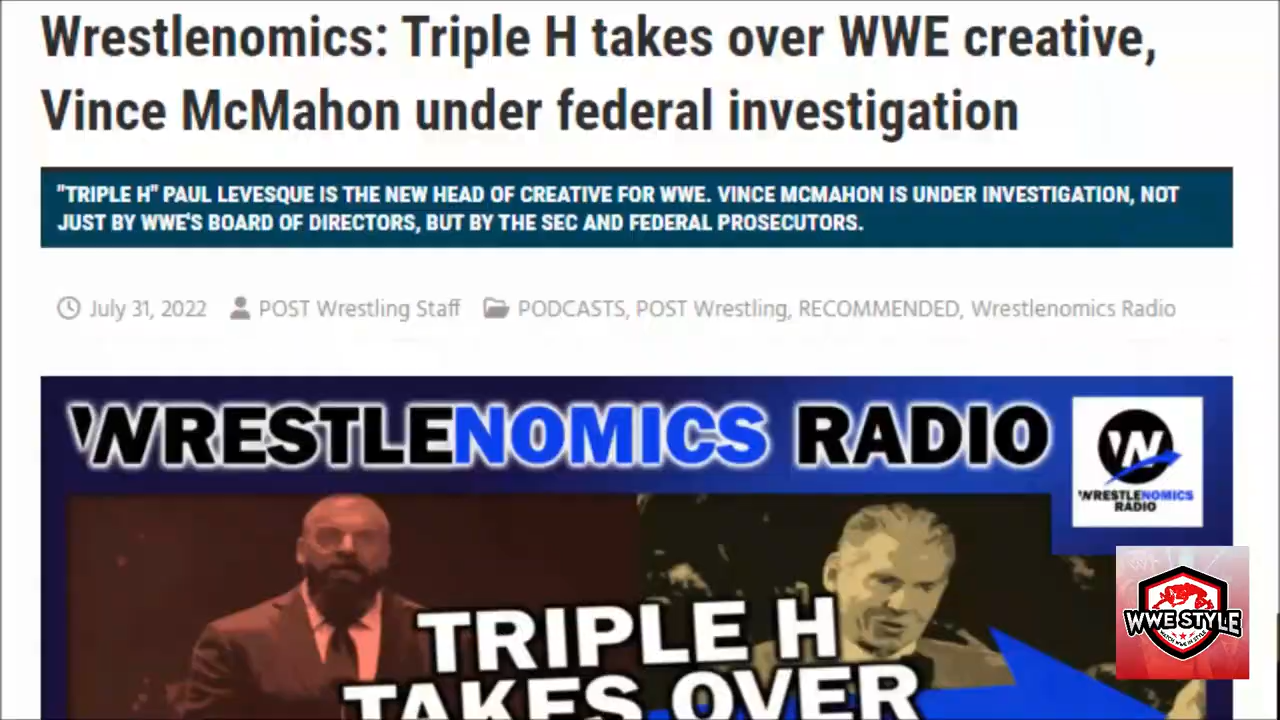 Wrestlenomics: Triple H takes over WWE creative,
Vince McMahon under federal investigation
"TRIPLE H" PAUL LEVESQUE IS THE NEW HEAD OF CREATIVE FOR WWE. VINCE MCMAHON IS UNDER INVESTIGATION, NOT
JUST BY WWE'S BOARD OF DIRECTORS, BUT BY THE SEC AND FEDERAL PROSECUTORS.
July 31, 2022 POST Wrestling Staff PODCASTS, POST Wrestling, RECOMMENDED, Wrestlenomics Radio
WRESTLENOMICS RADIO
W
WRESTLENOMICS
RADIO
TRIPLE H
TAKES OVER
WWE STYLE